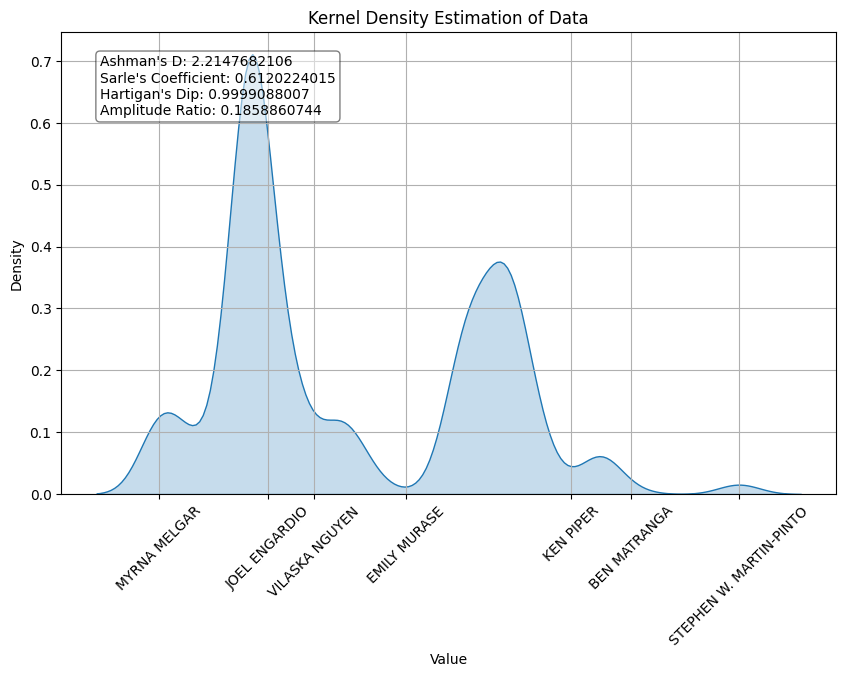 Kernel Density Estimation of Data
Ashman's D: 2.2147682106
Sarle's Coefficient: 0.6120224015
Hartigan's Dip: 0.9999088007
Amplitude Ratio: 0.1858860744
Density
0.7
0.6
0.5
0.4
0.3
0.2
0.1
0.0
MYRNA MELGAR
JOEL ENGARDIO
VILASKA NGUYEN
EMILY MURASE
KEN PIPER
BEN MATRANGA
STEPHEN W. MARTIN-PINTO
Value